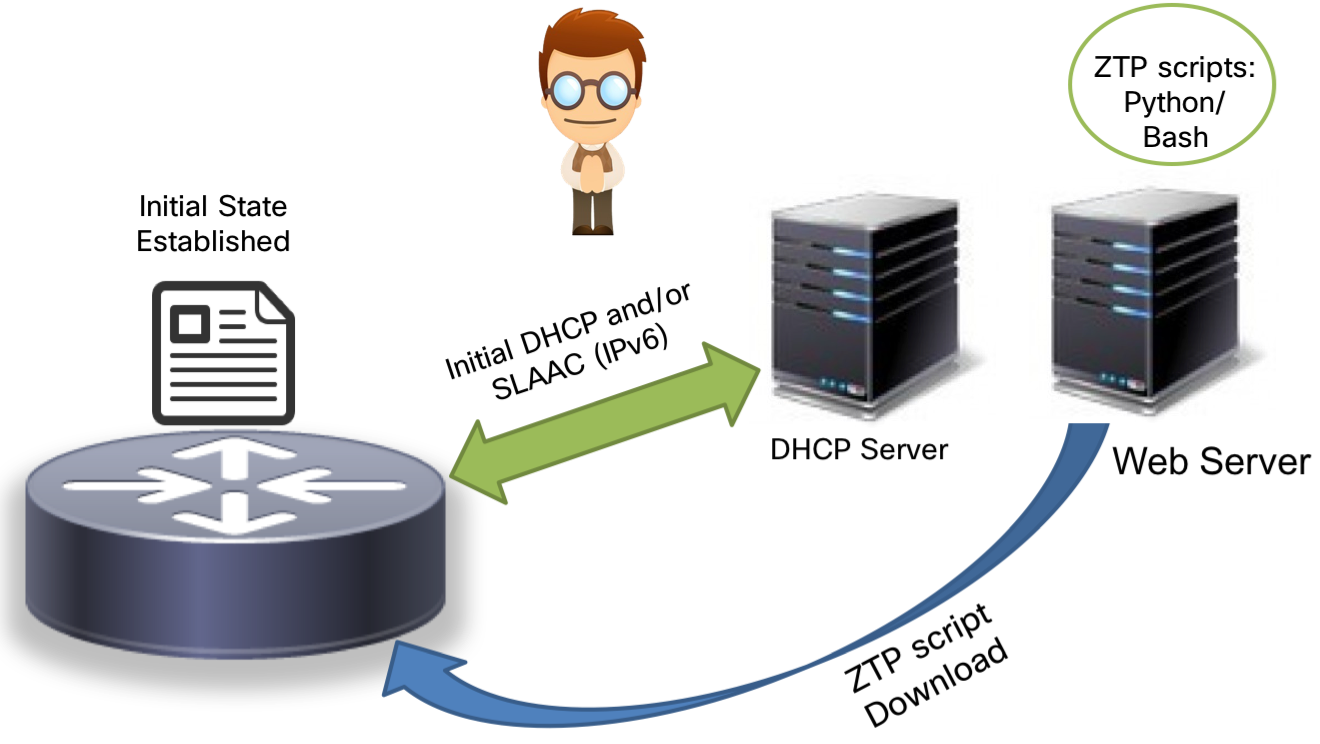 ZTP scripts:
Python/
Bash
Initial State
Established
Initial DHCP and/or
SLAAC (IPv6)
DHCP Server
Web Server
ZTP script
Download